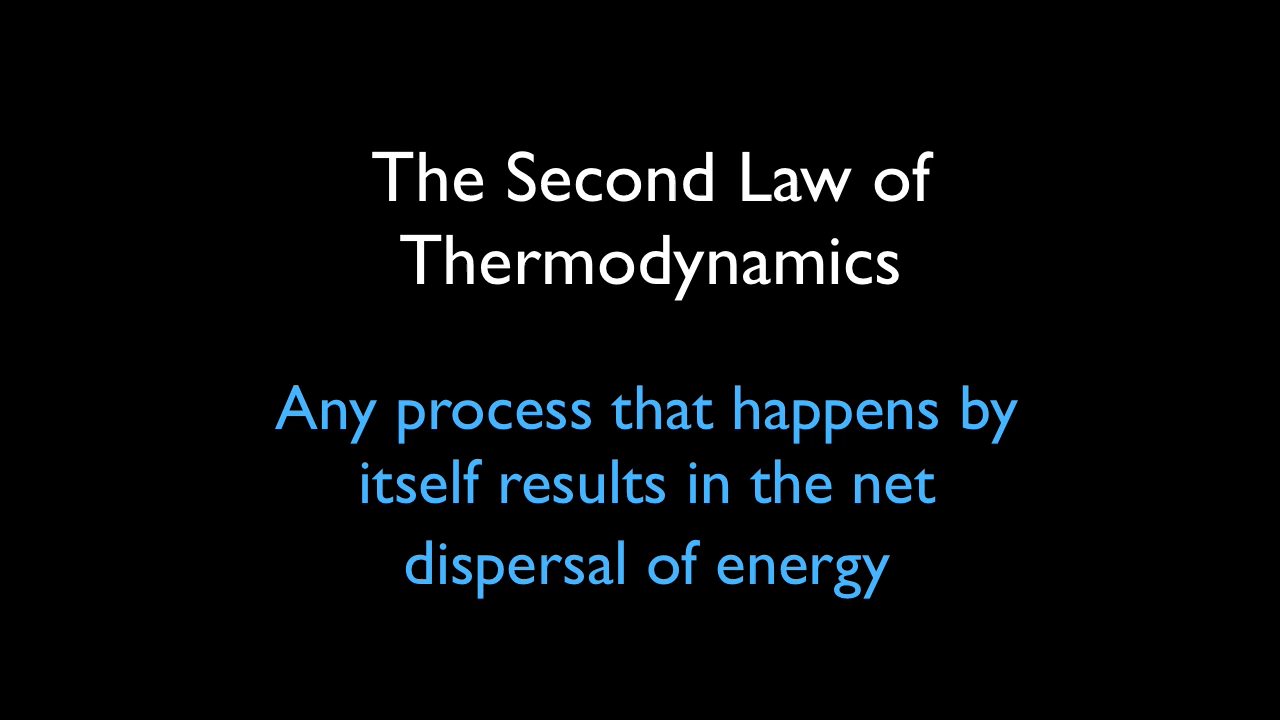 The Second Law of
Thermodynamics
Any process that happens by
itself results in the net
dispersal of energy